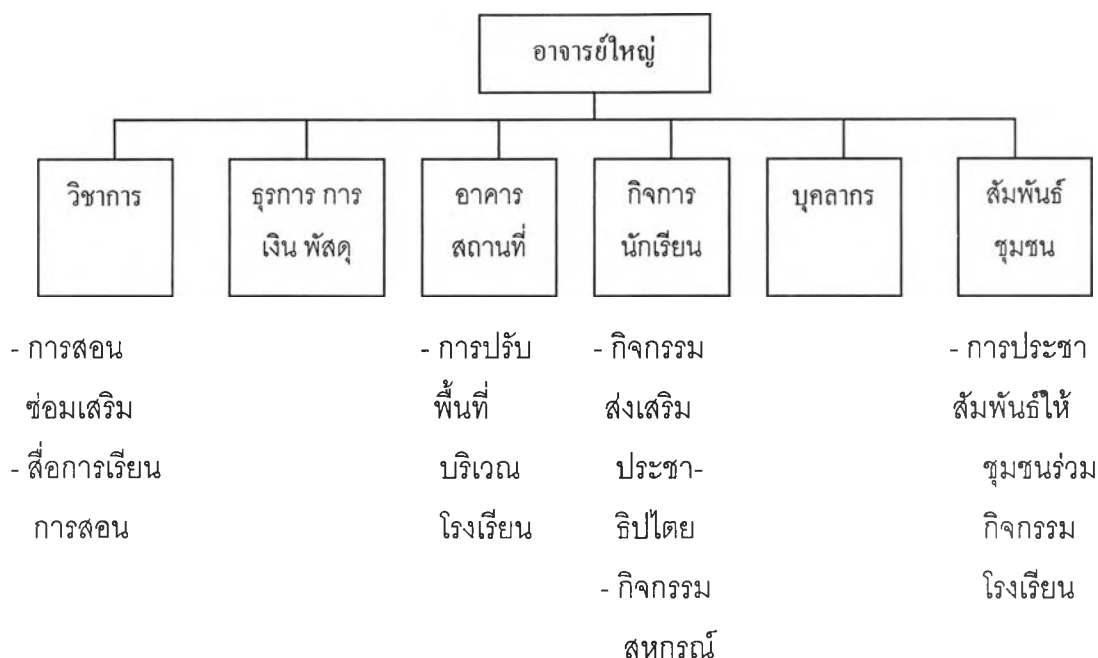 อาจารย์ใหญ่
วิชาการ
ธุรการ การ
เงิน พัสดุ
อาคาร
สถานที่
กิจการ
นักเรียน
บุคลากร
สัมพันธ์
ชุมชน
- การสอน
ซ่อมเสริม
- สื่อการเรียน
การสอน
- การปรับ
พื้นที่
บริเวณ
โรงเรียน
- กิจกรรม
ส่งเสริม
ประชา-
ธิปไตย
- กิจกรรม
สหกรณ์
- การประชา
สัมพันธ์ให้
ชุมชนร่วม
กิจกรรม
โรงเรียน